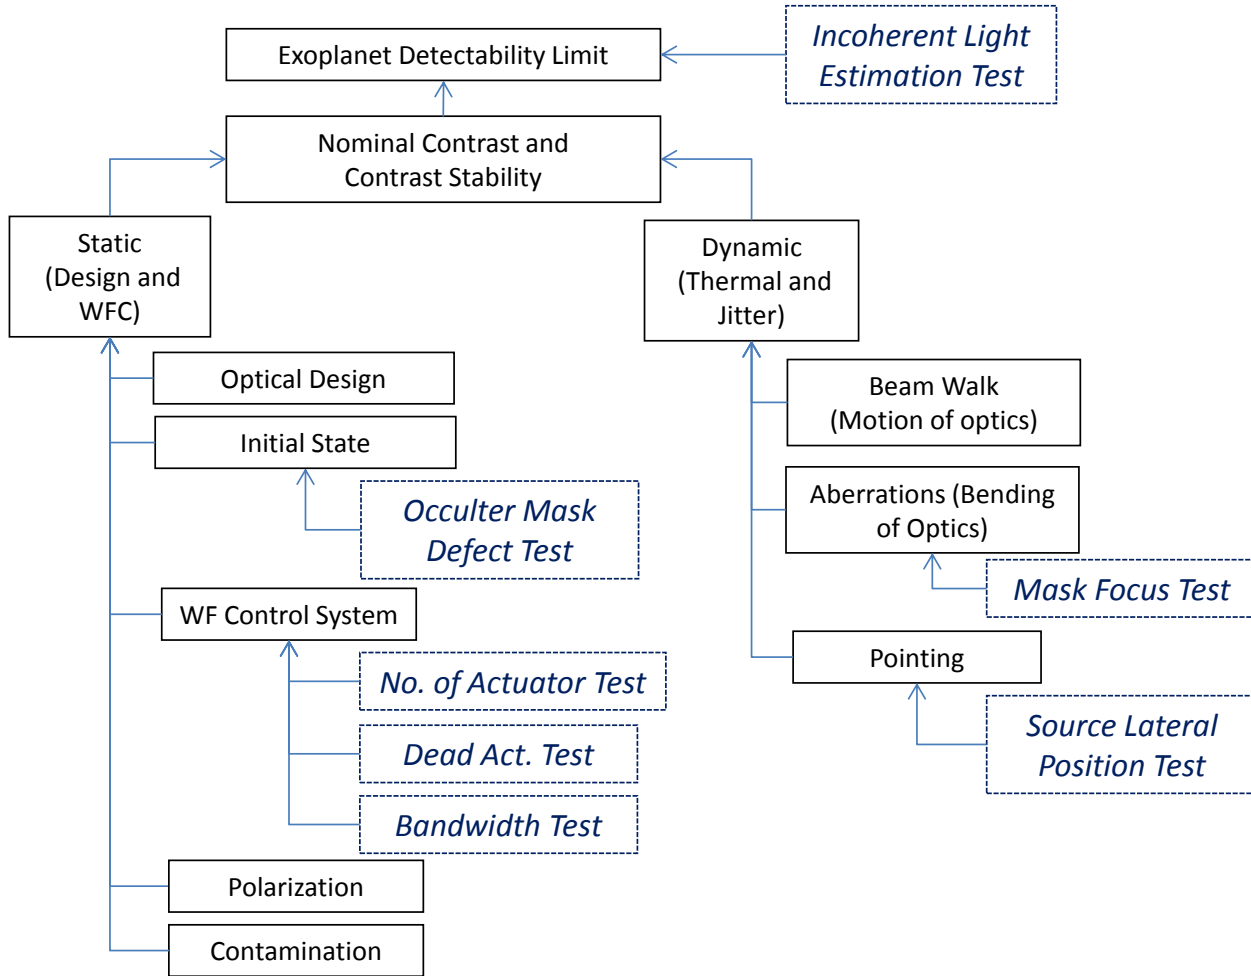 Exoplanet Detectability Limit
Incoherent Light
Estimation Test
Nominal Contrast and
Contrast Stability
Static
(Design and
WFC)
Optical Design
Initial State
Occulter Mask
Defect Test
WF Control System
No. of Actuator Test
Dead Act. Test
Bandwidth Test
Polarization
Contamination
Dynamic
(Thermal and
Jitter)
Beam Walk
(Motion of optics)
Aberrations (Bending
of Optics)
Mask Focus Test
Pointing
Source Lateral
Position Test